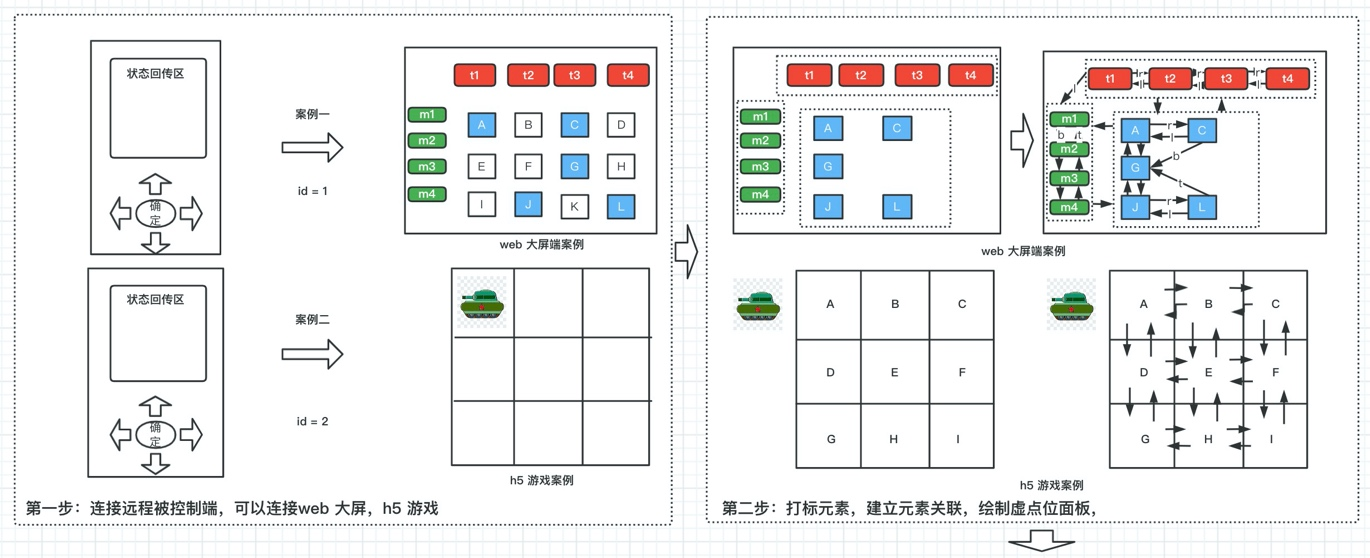 状态回传区
确
定
案例一
id = 1
t1 t2 t3 t4
m1
m2
m3
m4
A B C D
E F G H
I J K L
web 大屏端案例
状态回传区
确
定
案例二
id = 2
h5 游戏案例
第一步：连接远程被控制端，可以连接web 大屏，h5 游戏
t1 t2 t3 t4
m1
m2
m3
m4
A C
G
J L
t1 r l t2 r l t3 r l t4
l
m1
b t
m2
m3
m4
A r l C
b
G
t
J r l L
web 大屏端案例
A B C
D E F
G H I
A B C
D E F
G H I
h5 游戏案例
第二步：打标元素，建立元素关联，绘制虚点位面板，